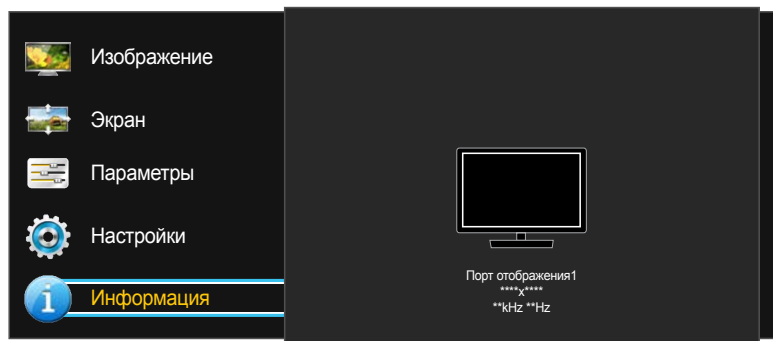 Изображение
Экран
Параметры
Настройки
Информация
Порт отображения1
****x****
**kHz **Hz